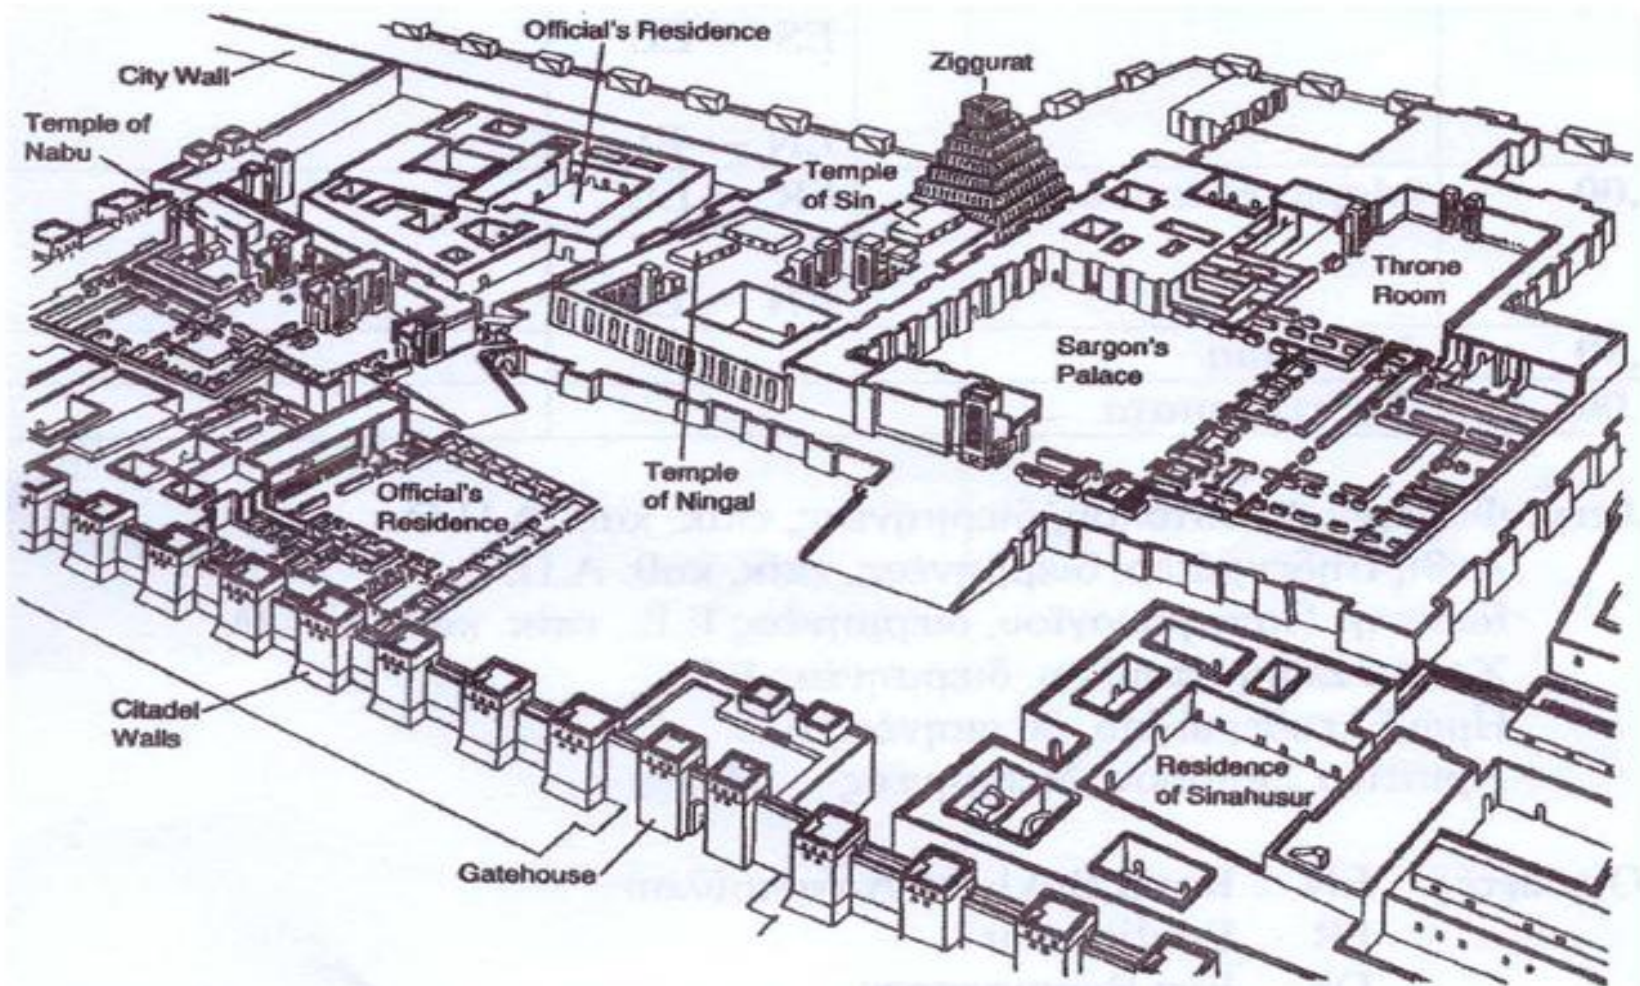 Official's Residence
City Wall
Ziggurat
Temple of
Nabu
Temple
of Sin
Throne
Room
Sargon's
Palace
Temple
of Ningal
Official's
Residence
Citadel
Walls
Residence
of Sinahusur
Gatehouse